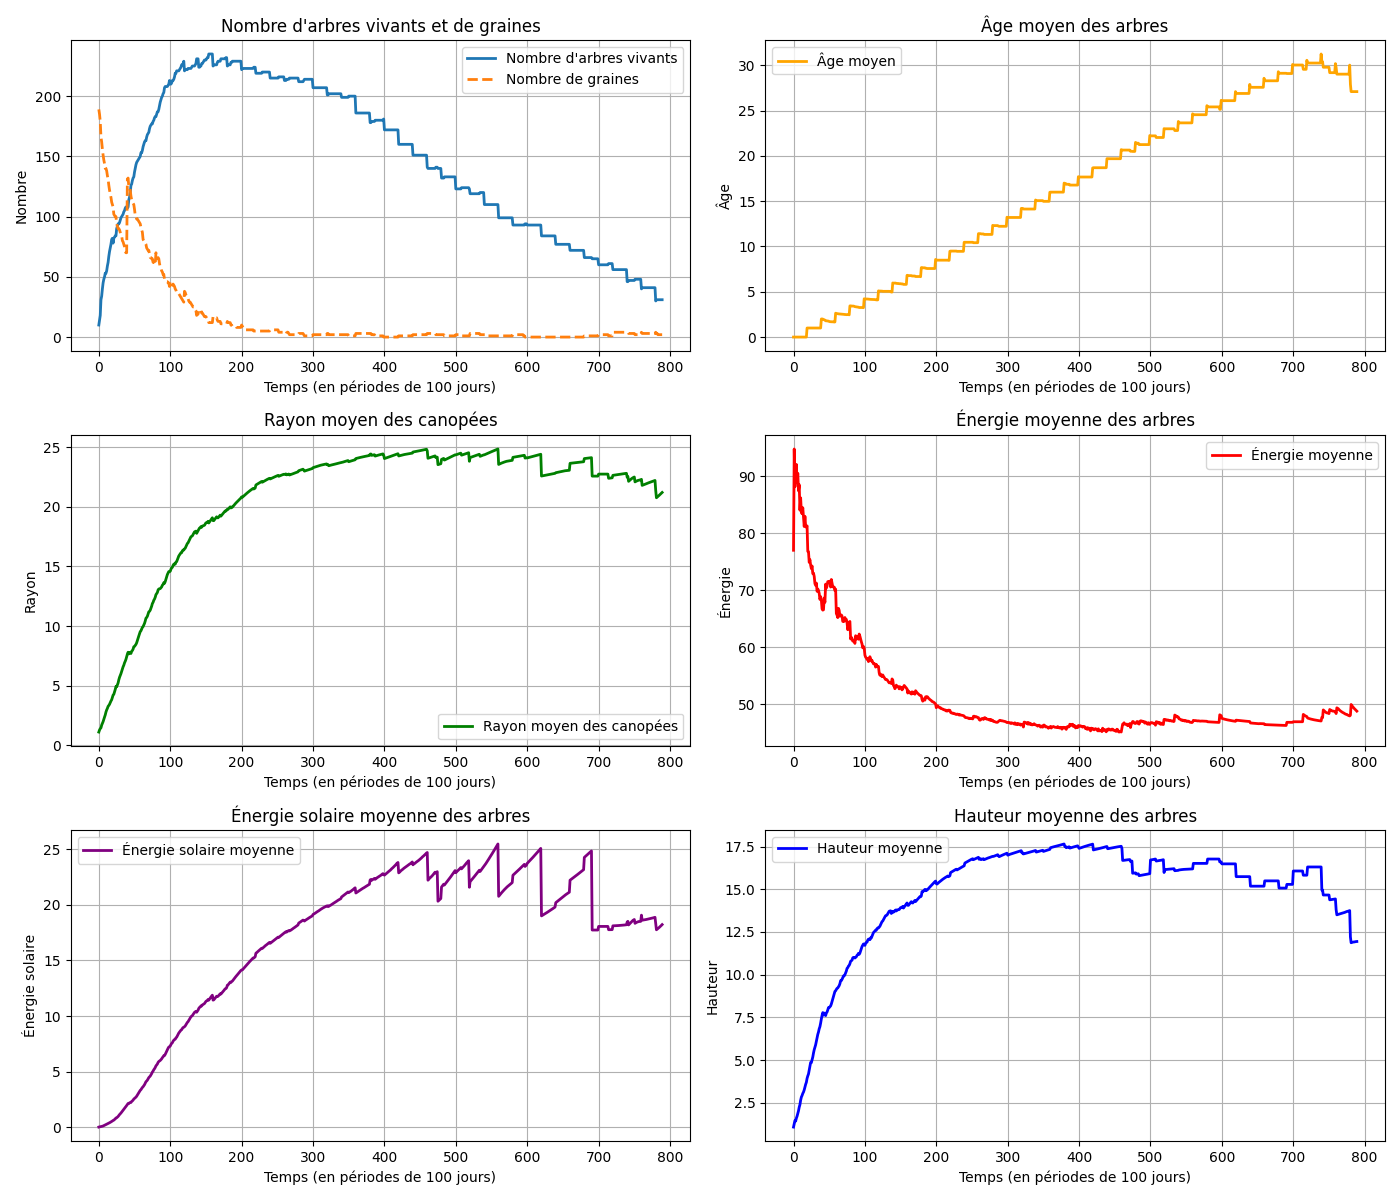 Nombre d'arbres vivants et de graines
Nombre
200
150
100
50
0
Nombre d'arbres vivants
Nombre de graines
0 100 200 300 400 500 600 700 800
Temps (en périodes de 100 jours)
Âge moyen des arbres
Âge
30
25
20
15
10
5
0
Âge moyen
0 100 200 300 400 500 600 700 800
Temps (en périodes de 100 jours)
Rayon moyen des canopées
Rayon
25
20
15
10
5
0
Rayon moyen des canopées
0 100 200 300 400 500 600 700 800
Temps (en périodes de 100 jours)
Énergie moyenne des arbres
Énergie
90
80
70
60
50
Énergie moyenne
0 100 200 300 400 500 600 700 800
Temps (en périodes de 100 jours)
Énergie solaire moyenne des arbres
Énergie solaire
25
20
15
10
5
0
Énergie solaire moyenne
0 100 200 300 400 500 600 700 800
Temps (en périodes de 100 jours)
Hauteur moyenne des arbres
Hauteur
17.5
15.0
12.5
10.0
7.5
5.0
2.5
Hauteur moyenne
0 100 200 300 400 500 600 700 800
Temps (en périodes de 100 jours)